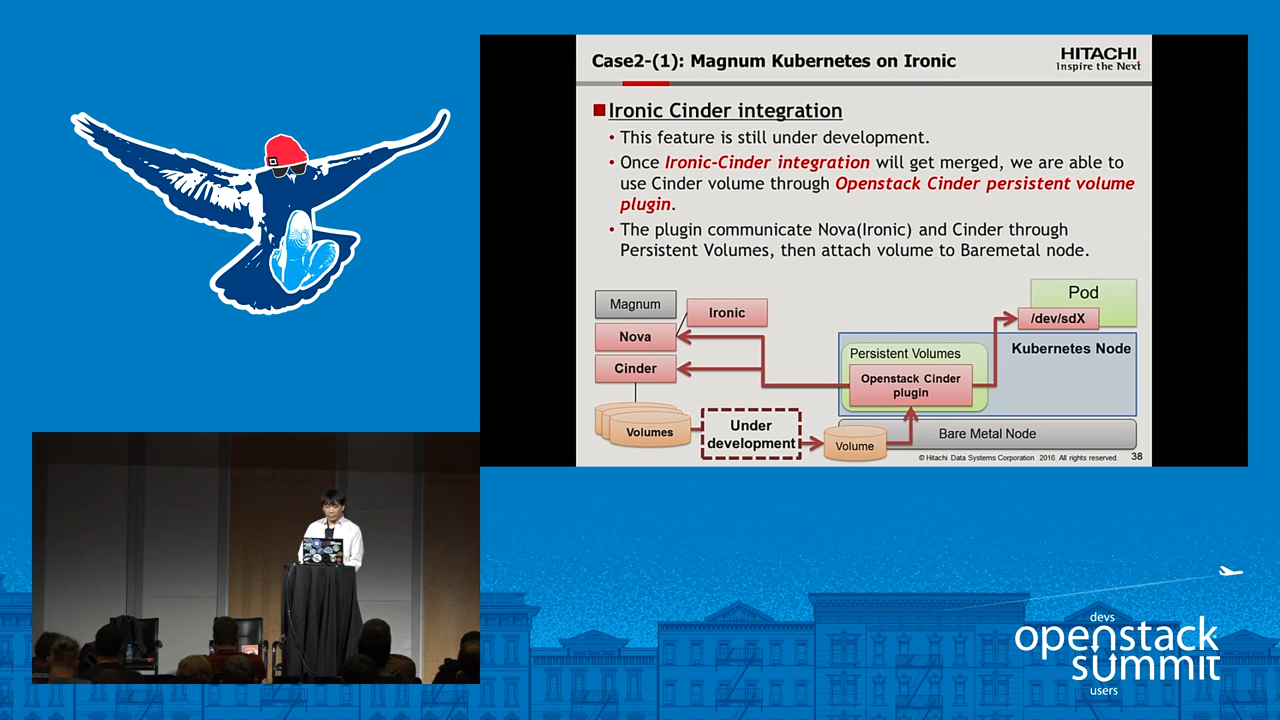 Case2-(1): Magnum Kubernetes on Ironic
HITACHI
Inspire the Next
Ironic Cinder integration
• This feature is still under development.
• Once Ironic-Cinder integration will get merged, we are able to
use Cinder volume through Openstack Cinder persistent volume
plugin.
• The plugin communicate Nova(Ironic) and Cinder through
Persistent Volumes, then attach volume to Baremetal node.
Magnum
Ironic
Nova
Cinder
Volumes
Under
development
Volume
Pod
/dev/sdX
Kubernetes Node
Persistent Volumes
Openstack Cinder
plugin
Bare Metal Node
© Hitachi Data Systems Corporation 2016. All rights reserved.
38
devs
openstack
summit
users